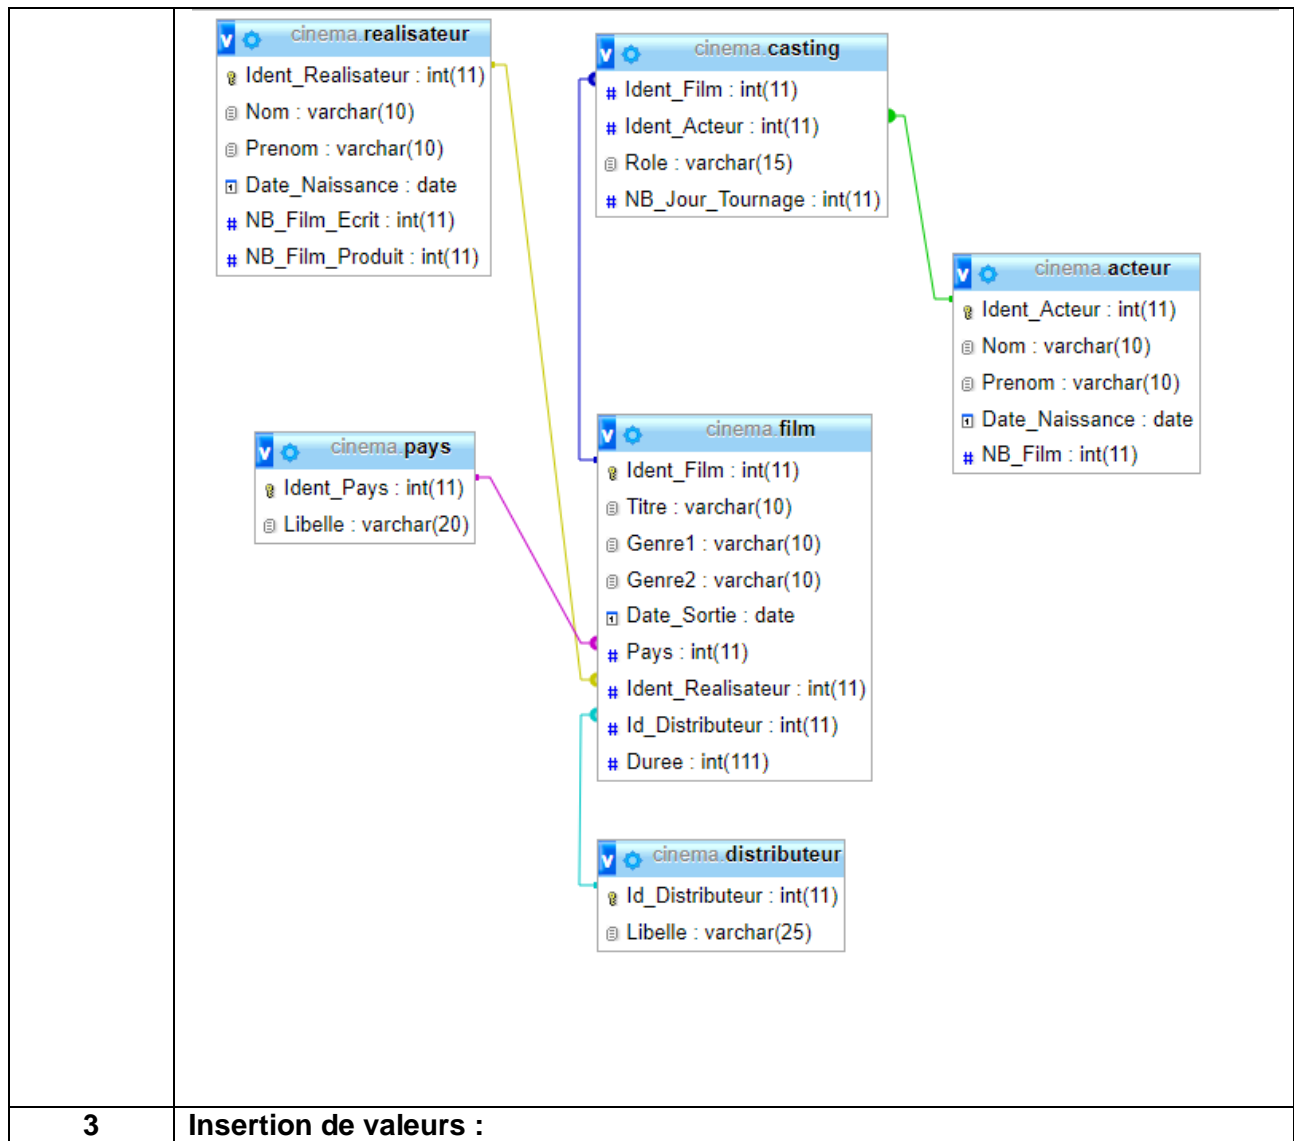 cinema.realisateur
Ident_Realisateur : int(11)
Nom : varchar(10)
Prenom : varchar(10)
Date_Naissance : date
# NB_Film_Ecrit : int(11)
# NB_Film_Produit : int(11)
cinema.casting
# Ident_Film : int(11)
# Ident_Acteur : int(11)
Role : varchar(15)
# NB_Jour_Tournage : int(11)
cinema.acteur
Ident_Acteur : int(11)
Nom : varchar(10)
Prenom : varchar(10)
Date_Naissance : date
# NB_Film : int(11)
cinema.pays
Ident_Pays : int(11)
Libelle : varchar(20)
cinema.film
Ident_Film : int(11)
Titre : varchar(10)
Genre1 : varchar(10)
Genre2 : varchar(10)
Date_Sortie : date
# Pays : int(11)
# Ident_Realisateur : int(11)
# Id_Distributeur : int(11)
# Duree : int(111)
cinema.distributeur
Id_Distributeur : int(11)
Libelle : varchar(25)
3 Insertion de valeurs :